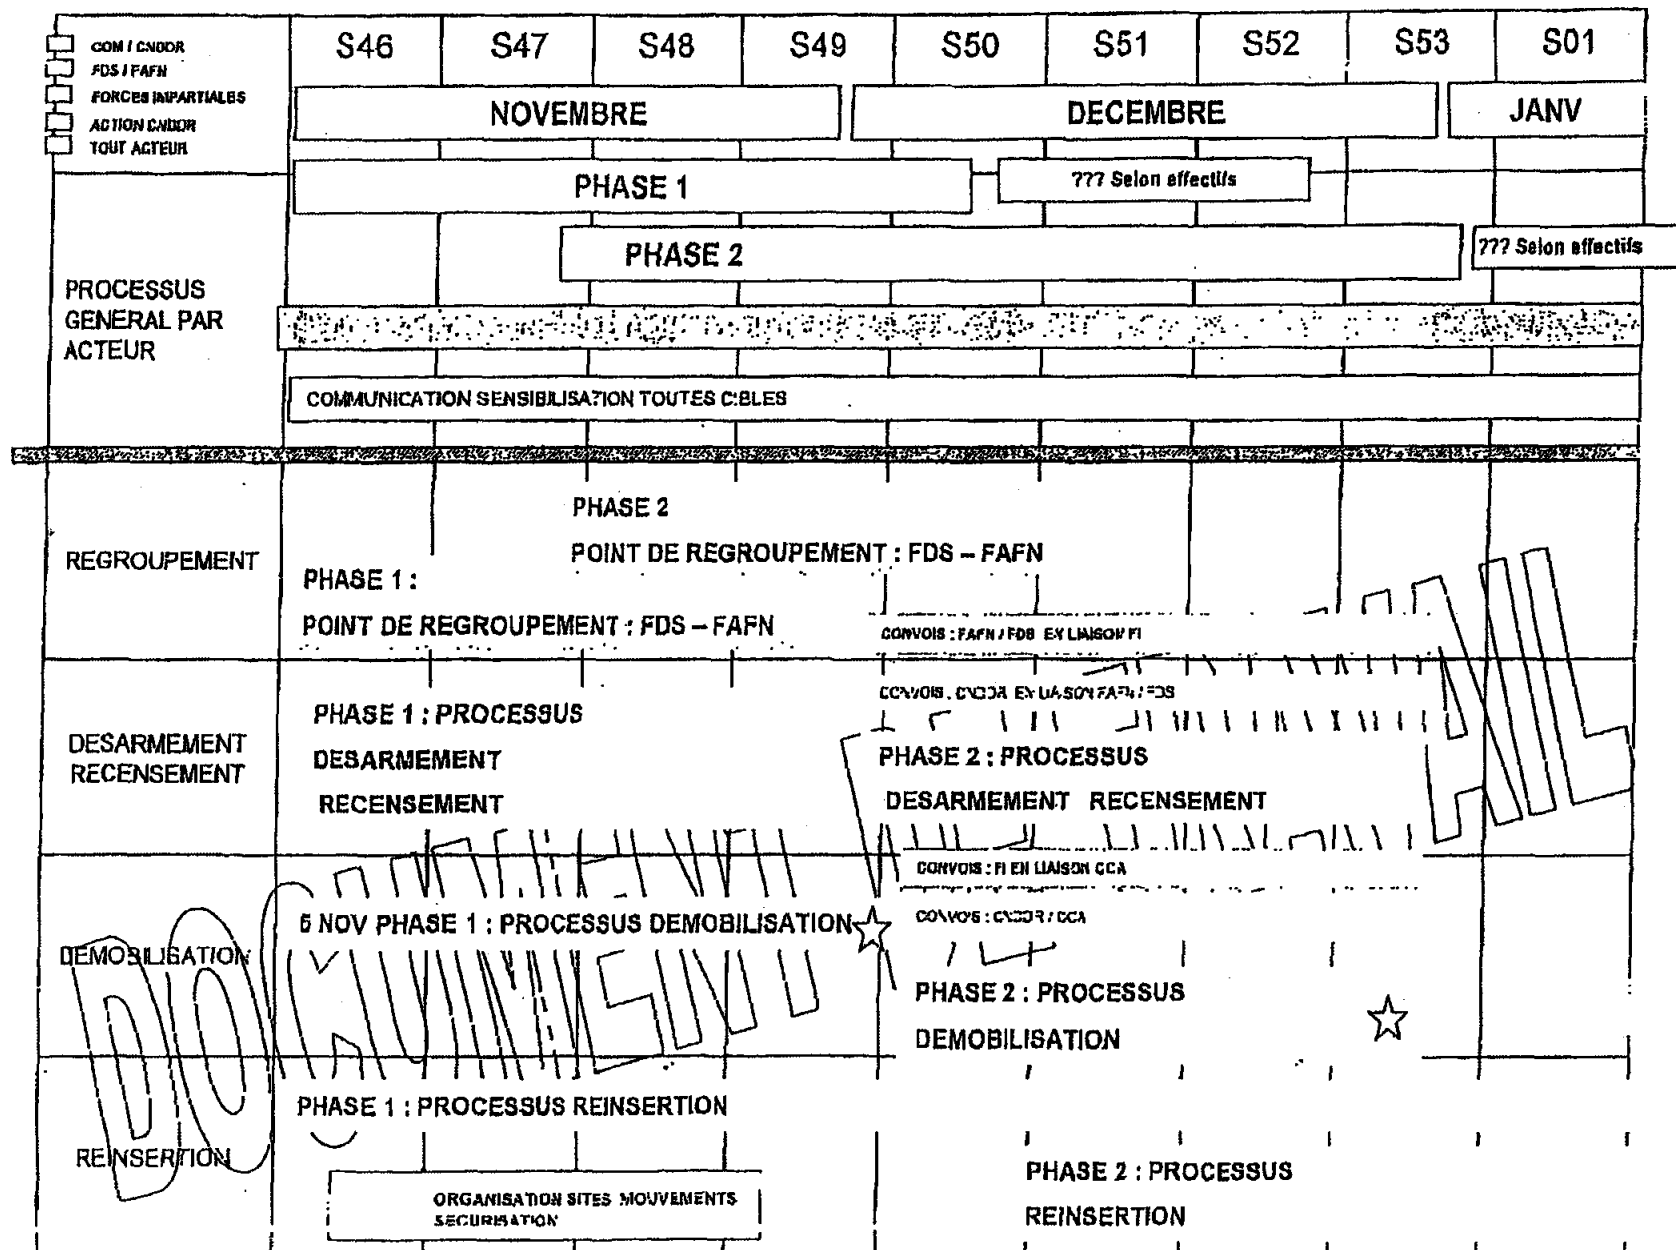 COM / CNDDR
FDS / FAFN
FORCES IMPARTIALES
ACTION CNDDR
TOUT ACTEUR
S46 S47 S48 S49 S50 S51 S52 S53 S01
NOVEMBRE DECEMBRE JANV
PHASE 1 ??? Selon effectifs
PHASE 2 ??? Selon effectifs
PROCESSUS
GENERAL PAR
ACTEUR
COMMUNICATION SENSIBILISATION TOUTES CIBLES
REGROUPEMENT
PHASE 2
POINT DE REGROUPEMENT : FDS – FAFN
PHASE 1 :
POINT DE REGROUPEMENT : FDS – FAFN
CONVOIS : FAFN / FDS EN LIAISON FI
DESARMEMENT
RECENSEMENT
PHASE 1 : PROCESSUS
DESARMEMENT
RECENSEMENT
CONVOIS : CNDDR EN LIAISON FAFN / FDS
PHASE 2 : PROCESSUS
DESARMEMENT RECENSEMENT
DEMOBILISATION
6 NOV PHASE 1 : PROCESSUS DEMOBILISATION
CONVOIS : FI EN LIAISON CCA
CONVOIS : CNDDR / CCA
PHASE 2 : PROCESSUS
DEMOBILISATION
REINSERTION
PHASE 1 : PROCESSUS REINSERTION
ORGANISATION SITES MOUVEMENTS
SECURISATION
PHASE 2 : PROCESSUS
REINSERTION
DOCUMENT